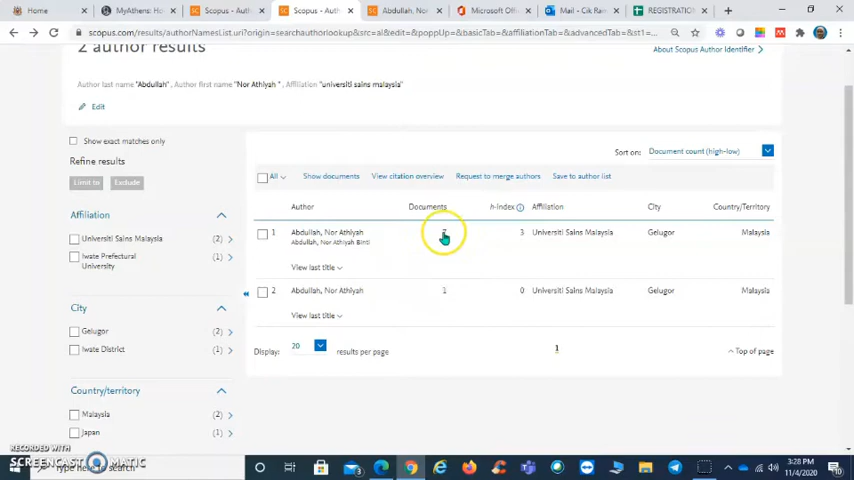 Home
MyAthens: Ho
Scopus - Auth
Scopus - Auth
Abdullah, Nor
Microsoft Offi
Mail - Cik Ram
REGISTRATION
scopus.com/results/authorNamesList.uri?origin=searchauthorlookup&src=al&edit=&poppUp=&basicTab=&affiliationTab=&advancedTab=&st1=...
2 author results
About Scopus Author Identifier
Author last name "Abdullah", Author first name "Nor Athiyah ", Affiliation "universiti sains malaysia"
Edit
Show exact matches only
Sort on: Document count (high-low)
Refine results
Limit to Exclude
All Show documents View citation overview Request to merge authors Save to author list
Author Documents h-Index Affiliation City Country/Territory
Affiliation
1 Abdullah, Nor Athiyah 3 Universiti Sains Malaysia Gelugor Malaysia
Abdullah, Nor Athiyah Binti
Universiti Sains Malaysia (2)
Iwate Prefectural (1)
University
View last title
2 Abdullah, Nor Athiyah 1 0 Universiti Sains Malaysia Gelugor Malaysia
View last title
City
Gelugor (2)
Iwate District (1)
Display: 20 results per page 1 Top of page
Country/territory
Malaysia (2)
Japan (1)
RECORDED WITH
SCREENCAST MATIC
Type here to search
3:28 PM
11/4/2020